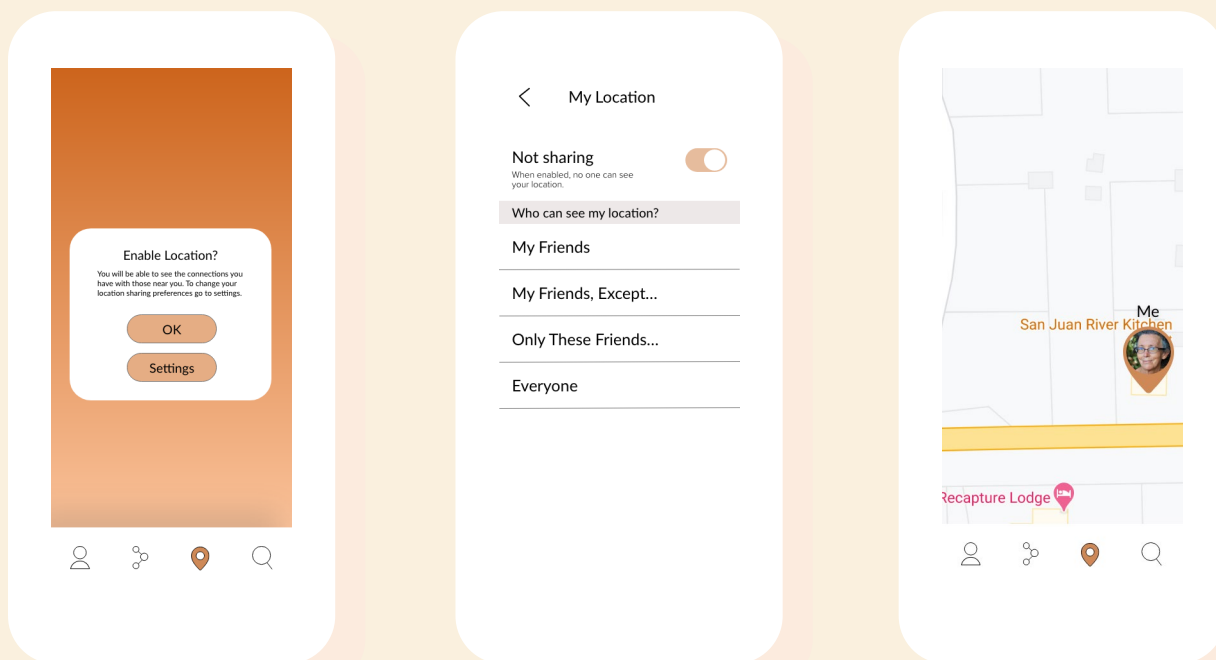 Enable Location?
You will be able to see the connections you
have with those near you. To change your
location sharing preferences go to settings.
OK
Settings
My Location
Not sharing
When enabled, no one can see
your location.
Who can see my location?
My Friends
My Friends, Except...
Only These Friends...
Everyone
Me
San Juan River Kitchen
Recapture Lodge